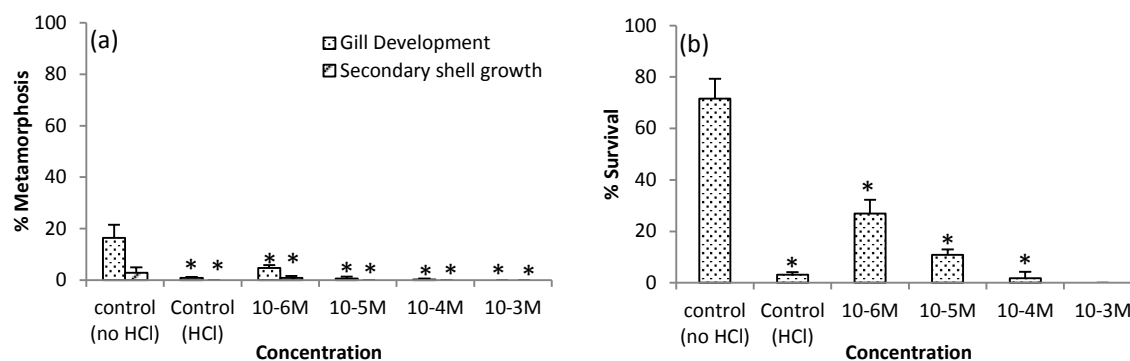 (a)
% Metamorphosis
100
80
60
40
20
0
Gill Development
Secondary shell growth
* * * * * * * * * *
control (no HCl)
Control (HCl)
10-6M
10-5M
10-4M
10-3M
Concentration
(b)
% Survival
100
80
60
40
20
0
* * * *
control (no HCl)
Control (HCl)
10-6M
10-5M
10-4M
10-3M
Concentration